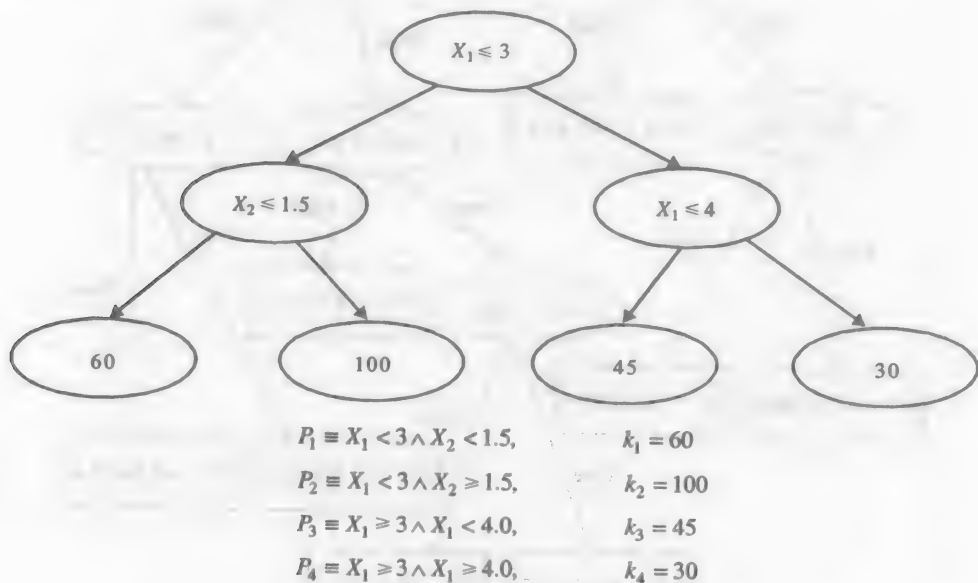 X₁ ≤ 3
X₂ ≤ 1.5
X₁ ≤ 4
60
100
45
30
P₁ ≡ X₁ < 3 ∧ X₂ < 1.5, k₁ = 60
P₂ ≡ X₁ < 3 ∧ X₂ ≥ 1.5, k₂ = 100
P₃ ≡ X₁ ≥ 3 ∧ X₁ < 4.0, k₃ = 45
P₄ ≡ X₁ ≥ 3 ∧ X₁ ≥ 4.0, k₄ = 30